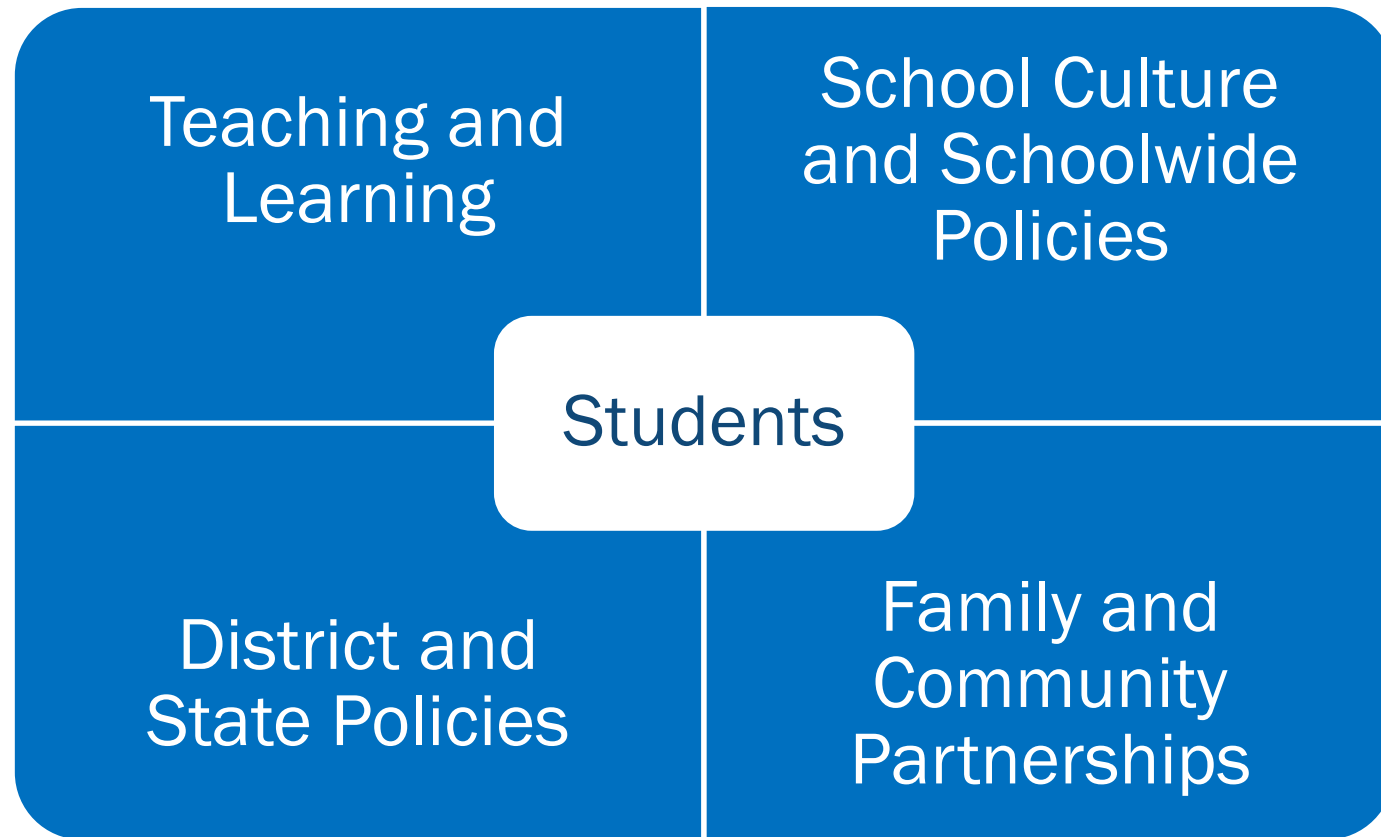 Teaching and
Learning
School Culture
and Schoolwide
Policies
Students
District and
State Policies
Family and
Community
Partnerships